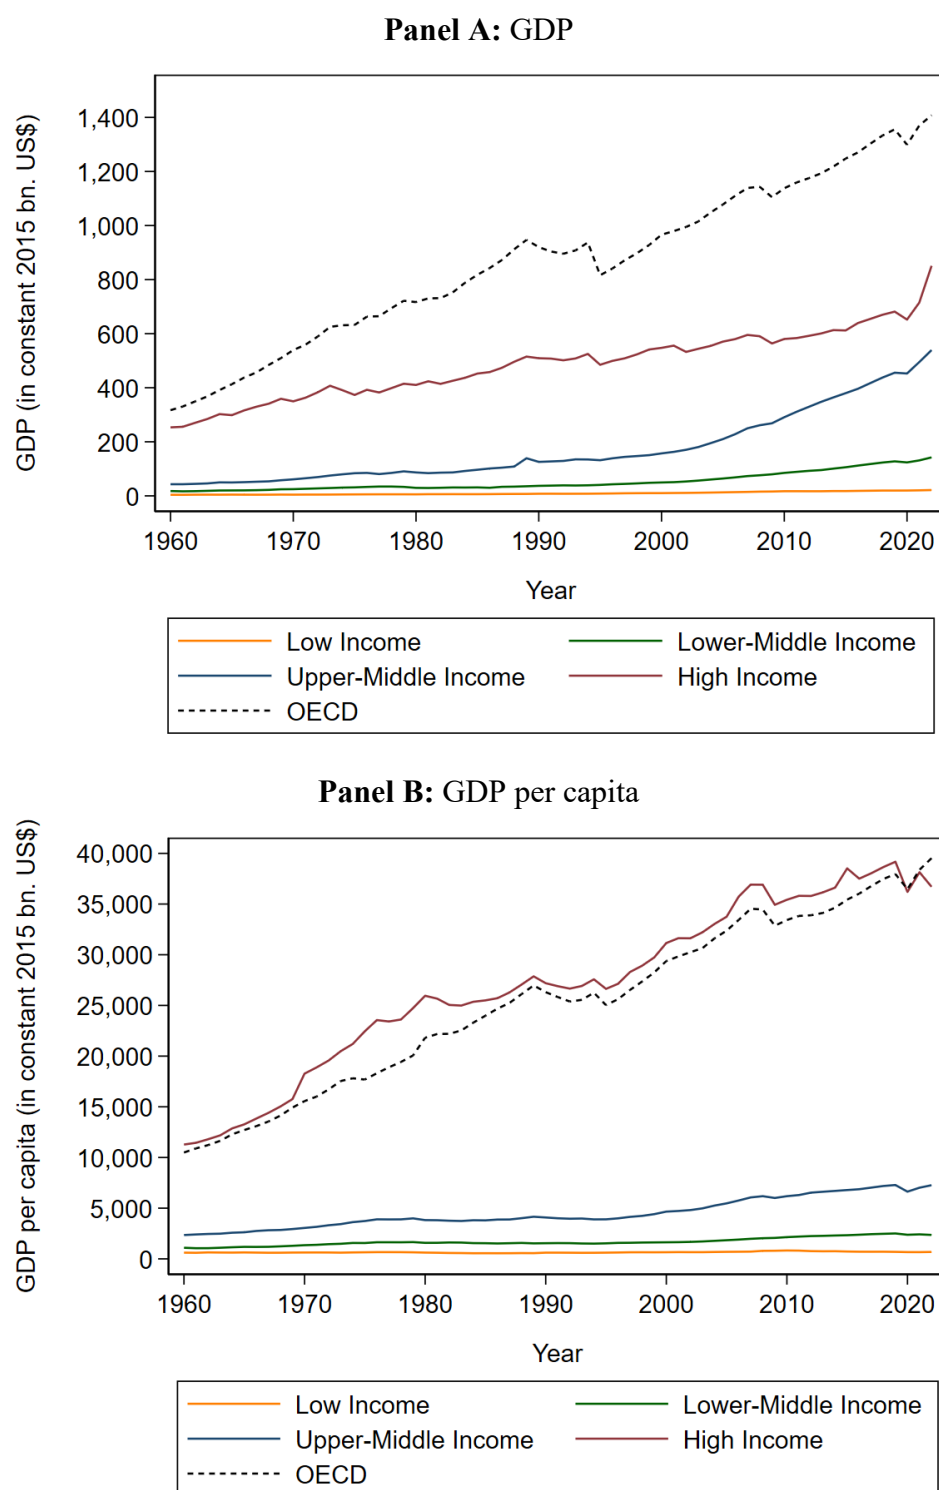 Panel A: GDP
GDP (in constant 2015 bn. US$)
1,400
1,200
1,000
800
600
400
200
0
1960 1970 1980 1990 2000 2010 2020
Year
Low Income Lower-Middle Income
Upper-Middle Income High Income
OECD
Panel B: GDP per capita
GDP per capita (in constant 2015 bn. US$)
40,000
35,000
30,000
25,000
20,000
15,000
10,000
5,000
0
1960 1970 1980 1990 2000 2010 2020
Year
Low Income Lower-Middle Income
Upper-Middle Income High Income
OECD